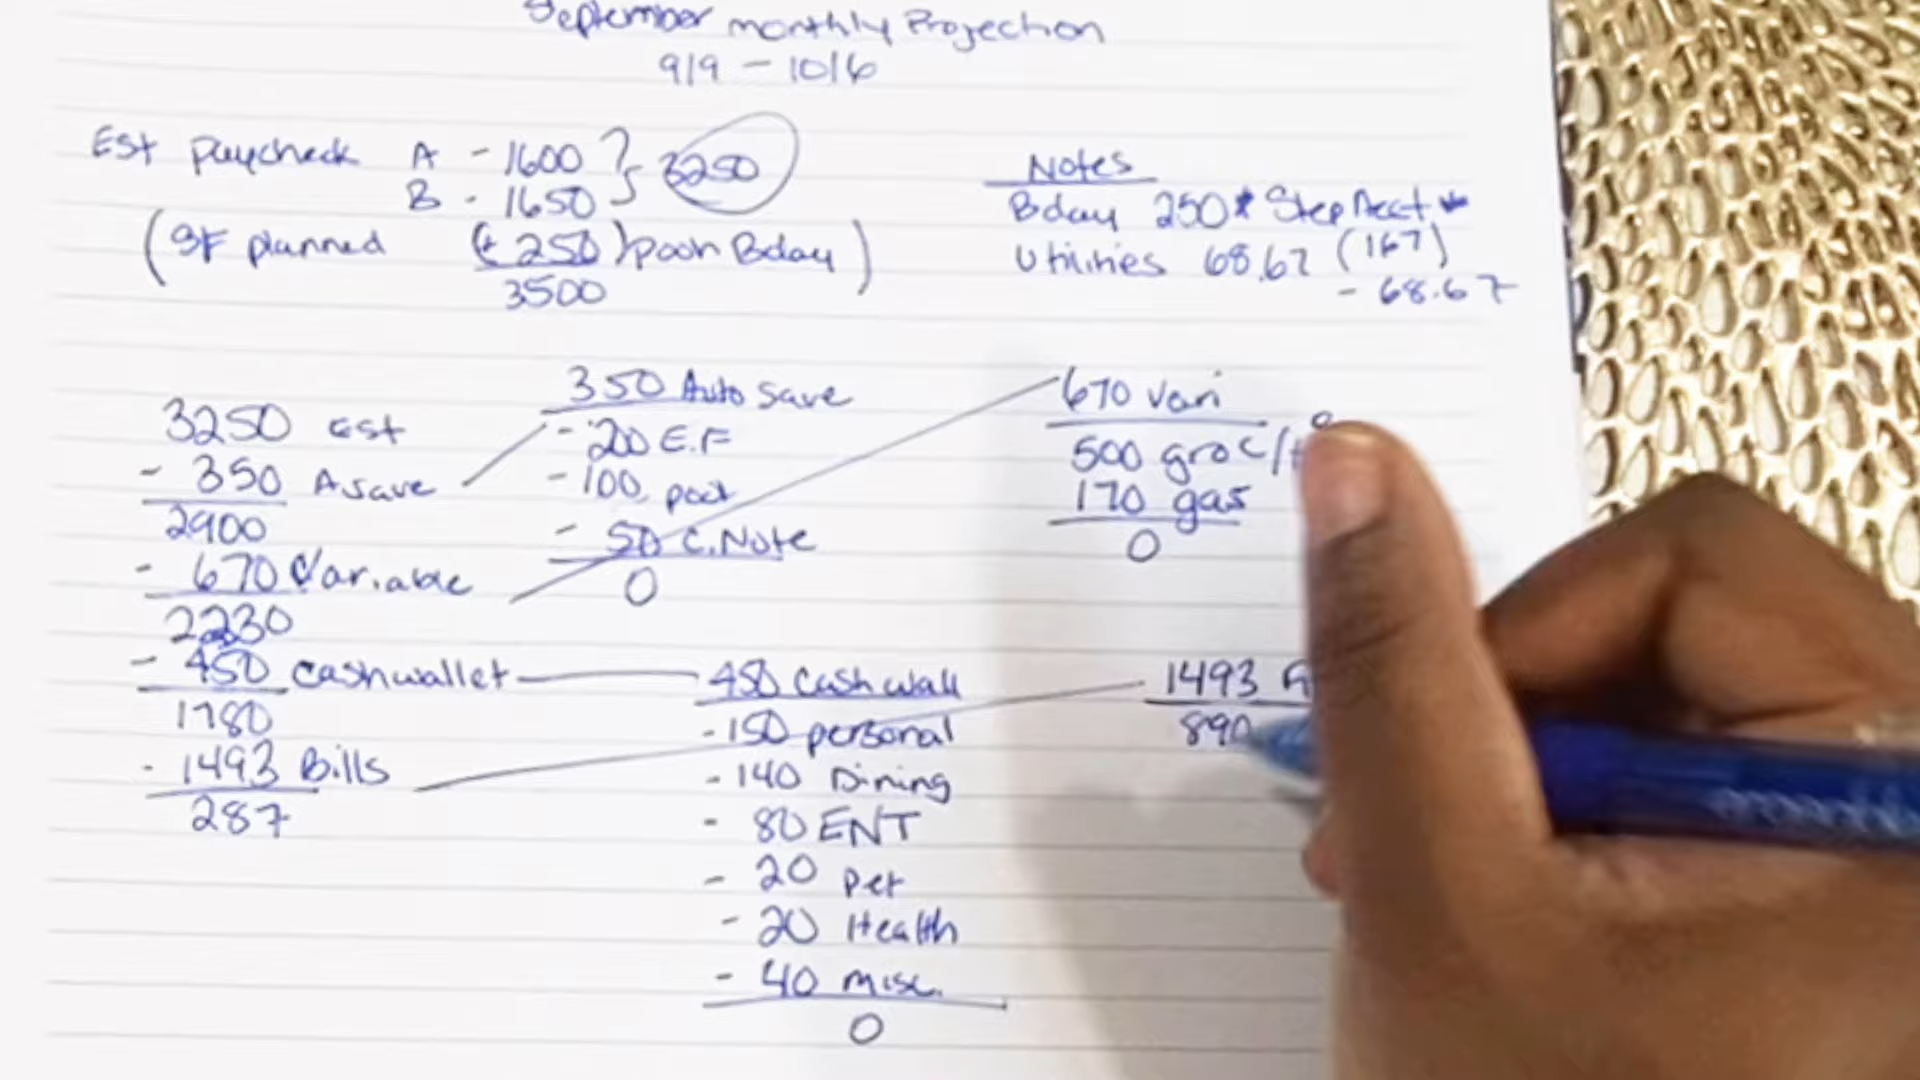 September monthly Projection
9/9 - 10/6
Est Paycheck A - 1600 } 3250
B - 1650
(SF planned (+ 250) pooh Bday)
3500
Notes
Bday 250 * Step Acct *
Utilities 68.67 (167)
- 68.67
3250 Est
- 350 Asave
2900
- 670 Variable
2230
- 450 cashwallet
1780
- 1493 Bills
287
350 Auto Save
- 200 E.F
- 100 pact
- 50 C.Note
0
670 Vari
500 groc/
170 gas
0
450 Cash wall
- 150 personal
- 140 Dining
- 80 ENT
- 20 Pet
- 20 Health
- 40 misc.
0
1493
890